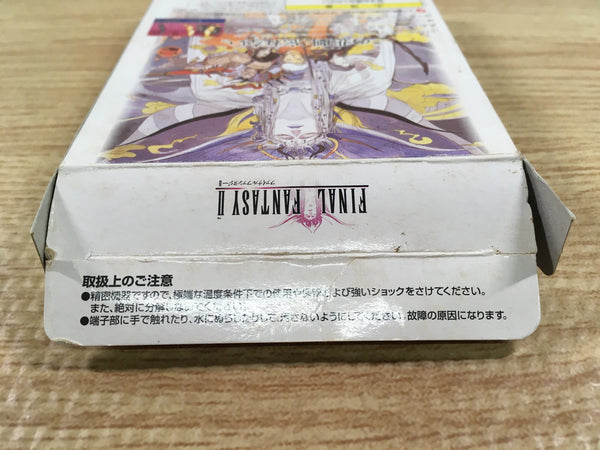 FINAL FANTASY II
ファイナルファンタジーII
取扱上のご注意
●精密機器ですので、極端な温度条件下での使用や保管および強いショックをさけてください。
また、絶対に分解しないでください。
●端子部に手で触れたり、水にぬらしたりして、汚さないようにしてください。故障の原因になります。